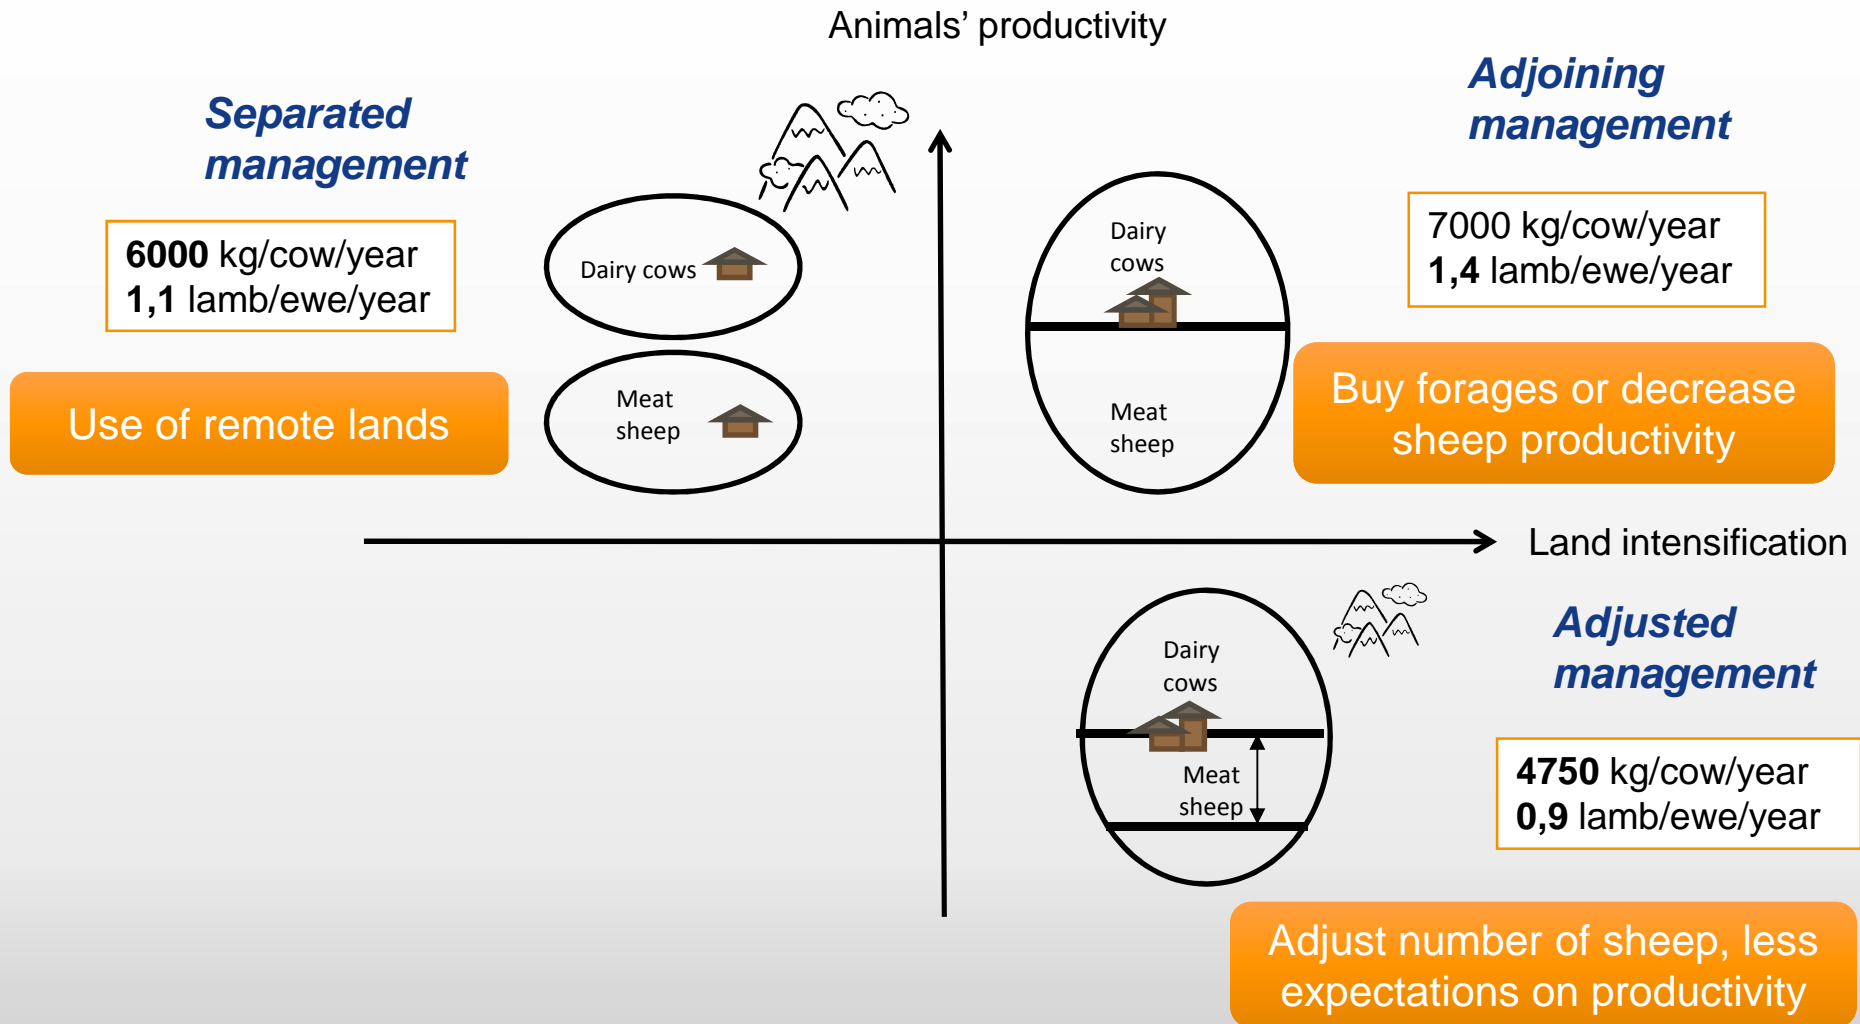 Animals’ productivity
Separated
management
6000 kg/cow/year
1,1 lamb/ewe/year
Use of remote lands
Dairy cows
Meat
sheep
Adjoining
management
7000 kg/cow/year
1,4 lamb/ewe/year
Dairy
cows
Meat
sheep
Buy forages or decrease
sheep productivity
Land intensification
Dairy
cows
Meat
sheep
Adjusted
management
4750 kg/cow/year
0,9 lamb/ewe/year
Adjust number of sheep, less
expectations on productivity